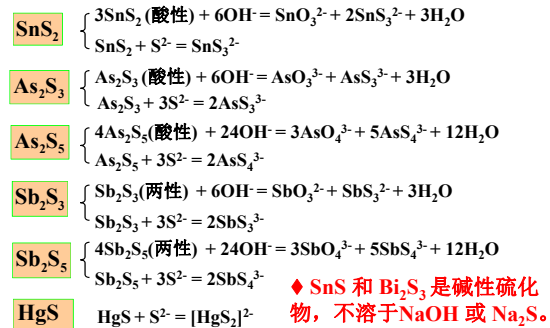 SnS₂
3SnS₂ (酸性) + 6OH⁻ = SnO₃²⁻ + 2SnS₃²⁻ + 3H₂O
SnS₂ + S²⁻ = SnS₃²⁻
As₂S₃
As₂S₃ (酸性) + 6OH⁻ = AsO₃³⁻ + AsS₃³⁻ + 3H₂O
As₂S₃ + 3S²⁻ = 2AsS₃³⁻
As₂S₅
4As₂S₅(酸性) + 24OH⁻ = 3AsO₄³⁻ + 5AsS₄³⁻ + 12H₂O
As₂S₅ + 3S²⁻ = 2AsS₄³⁻
Sb₂S₃
Sb₂S₃(两性) + 6OH⁻ = SbO₃²⁻ + SbS₃²⁻ + 3H₂O
Sb₂S₃ + 3S²⁻ = 2SbS₃³⁻
Sb₂S₅
4Sb₂S₅(两性) + 24OH⁻ = 3SbO₄³⁻ + 5SbS₄³⁻ + 12H₂O
Sb₂S₅ + 3S²⁻ = 2SbS₄³⁻
HgS
HgS + S²⁻ = [HgS₂]²⁻
♦ SnS 和 Bi₂S₃ 是碱性硫化
物，不溶于NaOH 或 Na₂S。